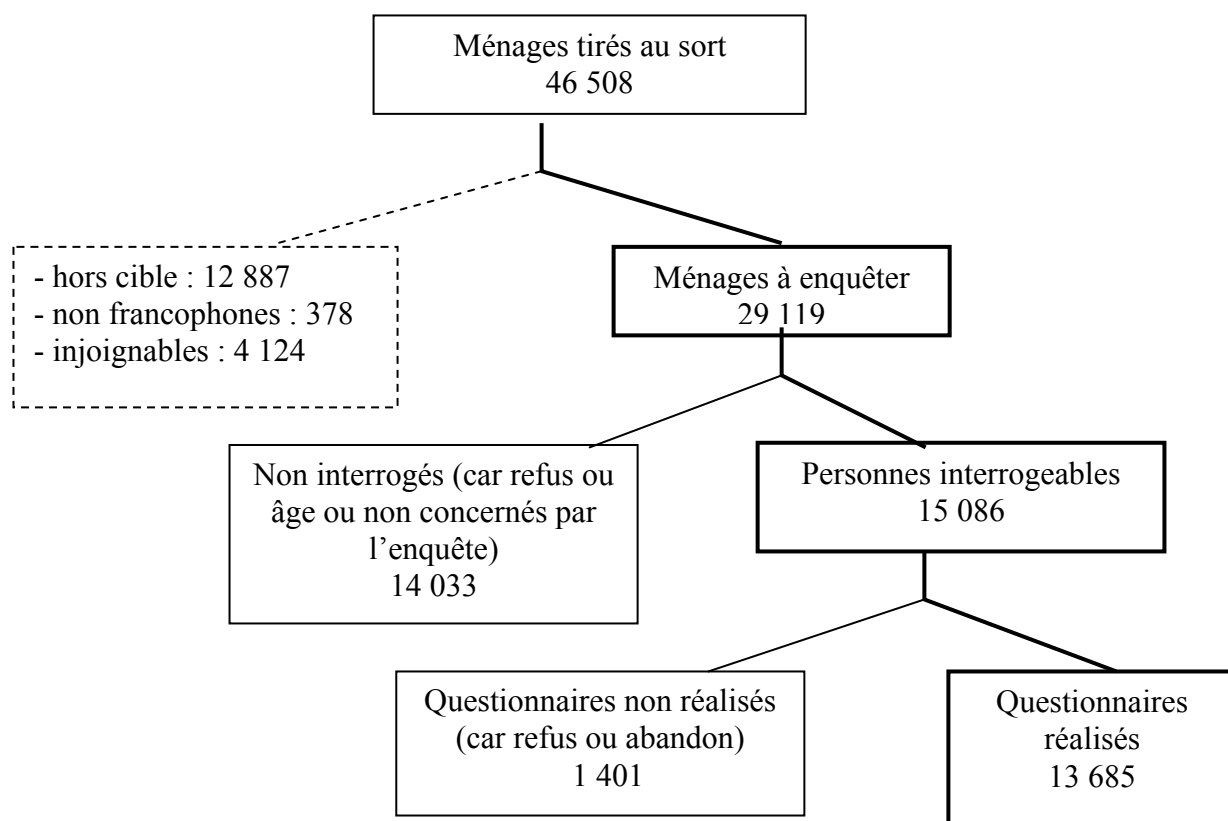 Ménages tirés au sort
46 508
- hors cible : 12 887
- non francophones : 378
- injoignables : 4 124
Ménages à enquêter
29 119
Non interrogés (car refus ou
âge ou non concernés par
l’enquête)
14 033
Personnes interrogeables
15 086
Questionnaires non réalisés
(car refus ou abandon)
1 401
Questionnaires
réalisés
13 685